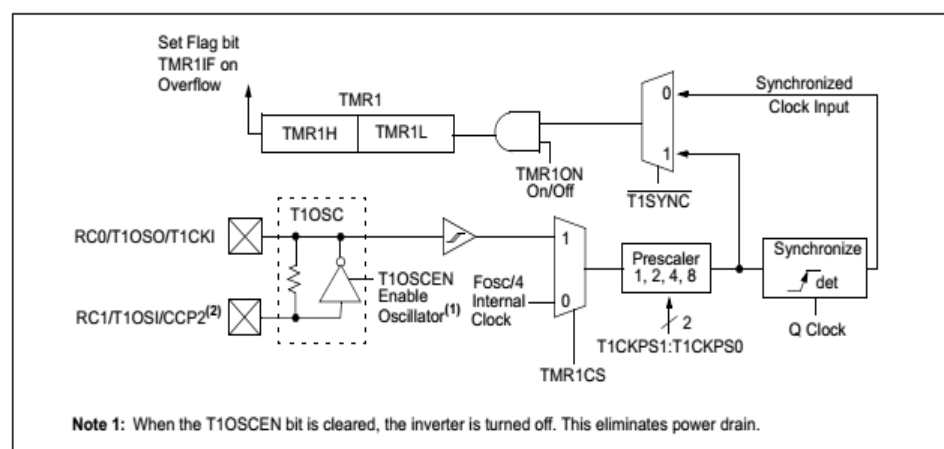 Set Flag bit
TMR1IF on
Overflow
TMR1
TMR1H
TMR1L
TMR1ON
On/Off
0
1
T1SYNC
Synchronized
Clock Input
T1OSC
RC0/T1OSO/T1CKI
RC1/T1OSI/CCP2(2)
T1OSCEN
Enable
Oscillator(1)
Fosc/4
Internal
Clock
1
0
TMR1CS
Prescaler
1, 2, 4, 8
2
T1CKPS1:T1CKPS0
Synchronize
det
Q Clock
Note 1: When the T1OSCEN bit is cleared, the inverter is turned off. This eliminates power drain.